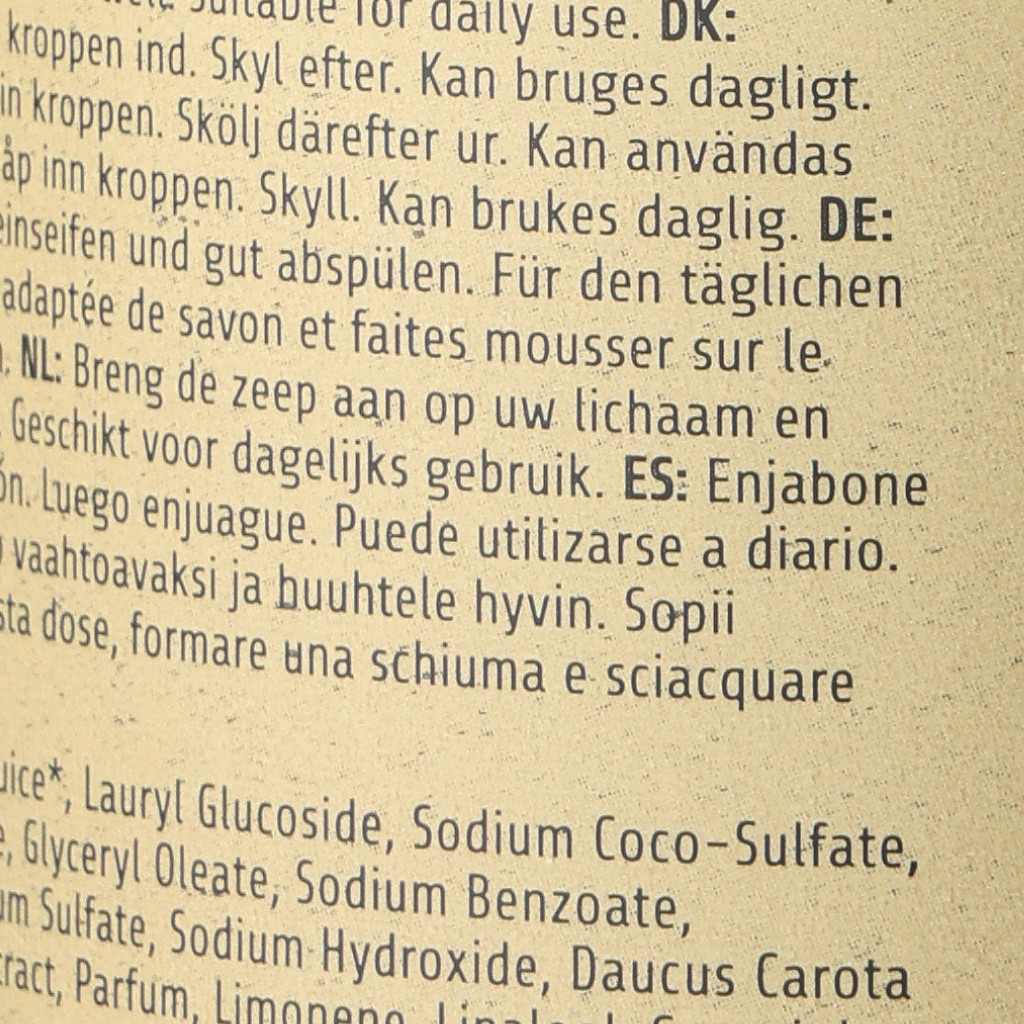 suitable for daily use. DK:
kroppen ind. Skyl efter. Kan bruges dagligt.
in kroppen. Skölj därefter ur. Kan användas
åp inn kroppen. Skyll. Kan brukes daglig. DE:
einseifen und gut abspülen. Für den täglichen
adaptée de savon et faites mousser sur le
. NL: Breng de zeep aan op uw lichaam en
. Geschikt voor dagelijks gebruik. ES: Enjabone
ón. Luego enjuague. Puede utilizarse a diario.
vaahtoavaksi ja huuhtele hyvin. Sopii
sta dose, formare una schiuma e sciacquare
uice*, Lauryl Glucoside, Sodium Coco-Sulfate,
e, Glyceryl Oleate, Sodium Benzoate,
um Sulfate, Sodium Hydroxide, Daucus Carota
tract, Parfum, Limonene,